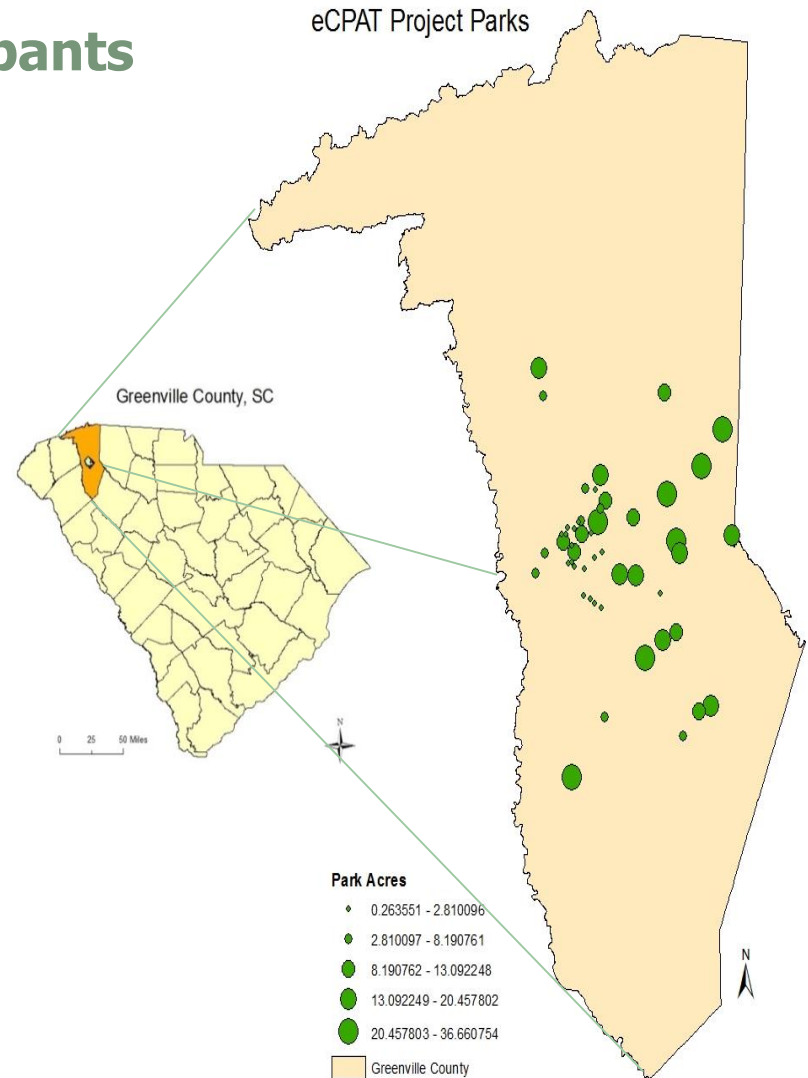 pants
eCPAT Project Parks
Greenville County, SC
N
0 25 50 Miles
Park Acres
0.263551 - 2.810096
2.810097 - 8.190761
8.190762 - 13.092248
13.092249 - 20.457802
20.457803 - 36.660754
Greenville County
N